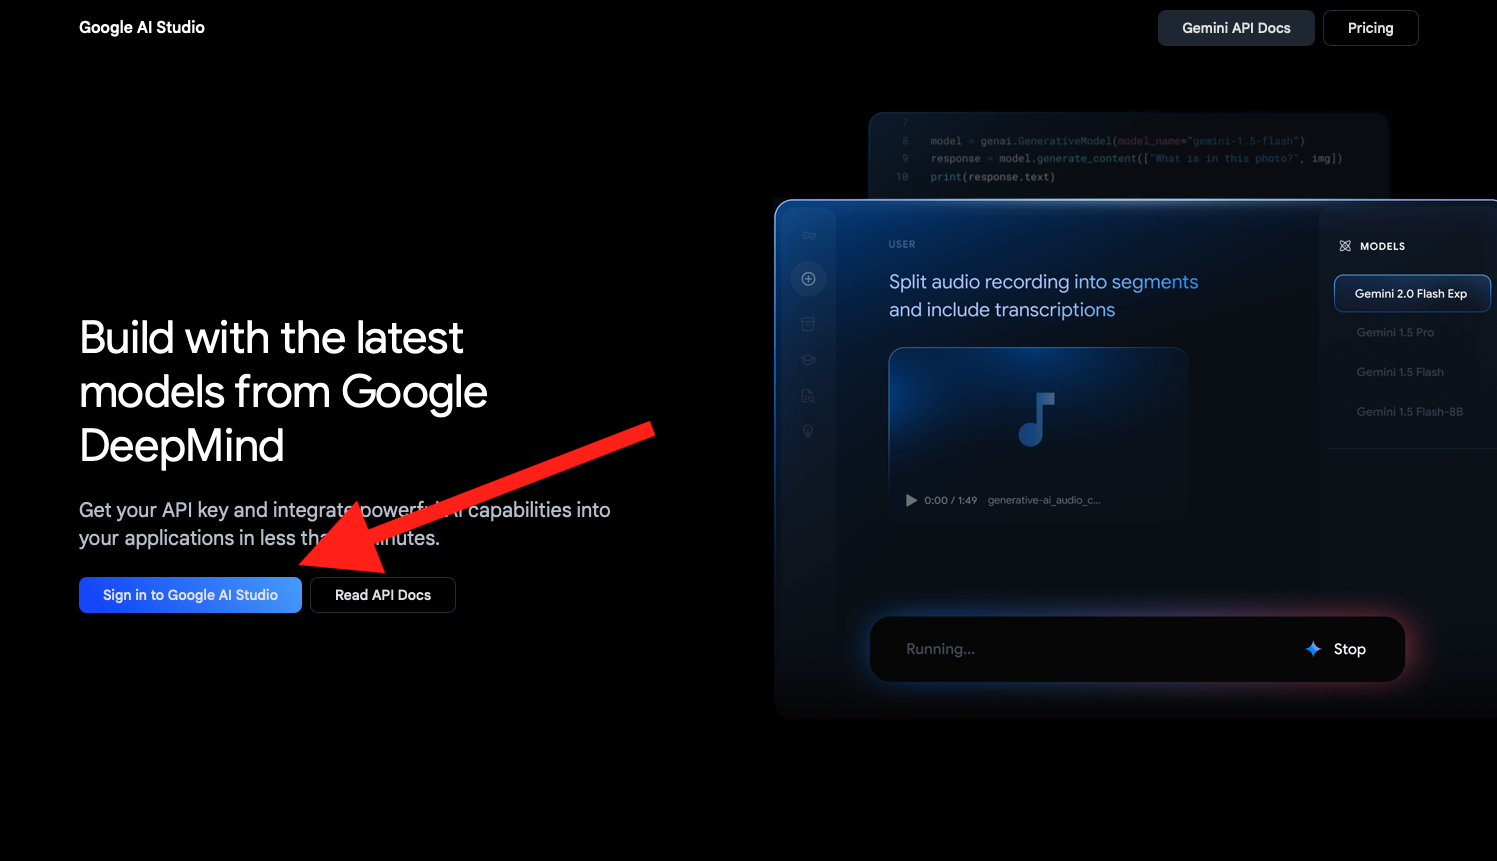 Google AI Studio
Gemini API Docs
Pricing
7
8 model = genai.GenerativeModel(model_name="gemini-1.5-flash")
9 response = model.generate_content(["What is in this photo?", img])
10 print(response.text)
USER
Split audio recording into segments
and include transcriptions
0:00 / 1:49 generative-ai_audio_c...
MODELS
Gemini 2.0 Flash Exp
Gemini 1.5 Pro
Gemini 1.5 Flash
Gemini 1.5 Flash-8B
Running...
Stop
Build with the latest
models from Google
DeepMind
Get your API key and integrate powerful AI capabilities into
your applications in less than minutes.
Sign in to Google AI Studio
Read API Docs